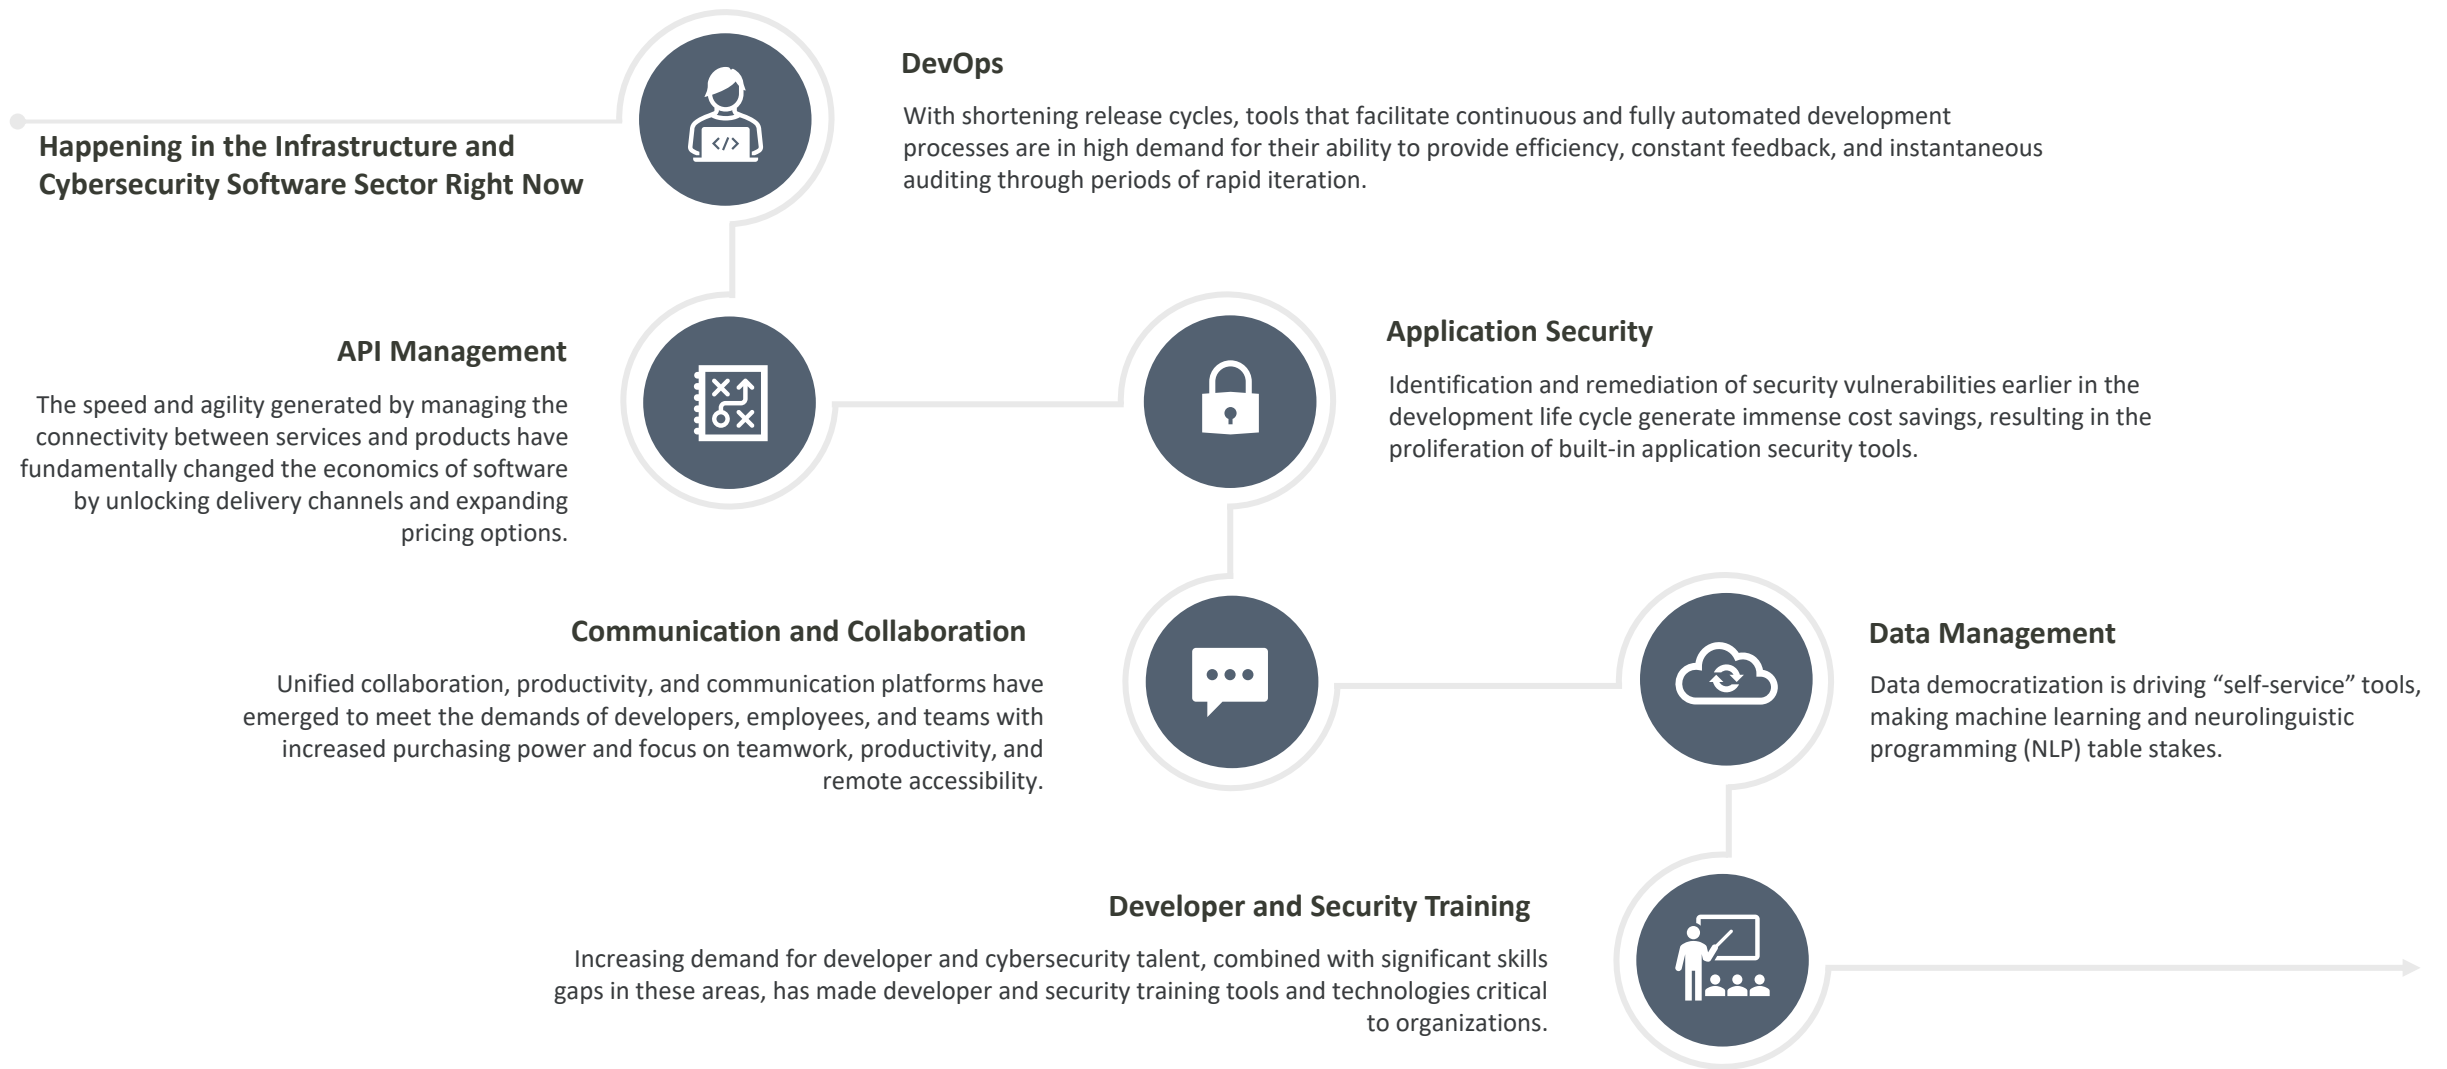 Happening in the Infrastructure and
Cybersecurity Software Sector Right Now
DevOps
With shortening release cycles, tools that facilitate continuous and fully automated development
processes are in high demand for their ability to provide efficiency, constant feedback, and instantaneous
auditing through periods of rapid iteration.
API Management
The speed and agility generated by managing the
connectivity between services and products have
fundamentally changed the economics of software
by unlocking delivery channels and expanding
pricing options.
Application Security
Identification and remediation of security vulnerabilities earlier in the
development life cycle generate immense cost savings, resulting in the
proliferation of built-in application security tools.
Communication and Collaboration
Unified collaboration, productivity, and communication platforms have
emerged to meet the demands of developers, employees, and teams with
increased purchasing power and focus on teamwork, productivity, and
remote accessibility.
Data Management
Data democratization is driving “self-service” tools,
making machine learning and neurolinguistic
programming (NLP) table stakes.
Developer and Security Training
Increasing demand for developer and cybersecurity talent, combined with significant skills
gaps in these areas, has made developer and security training tools and technologies critical
to organizations.